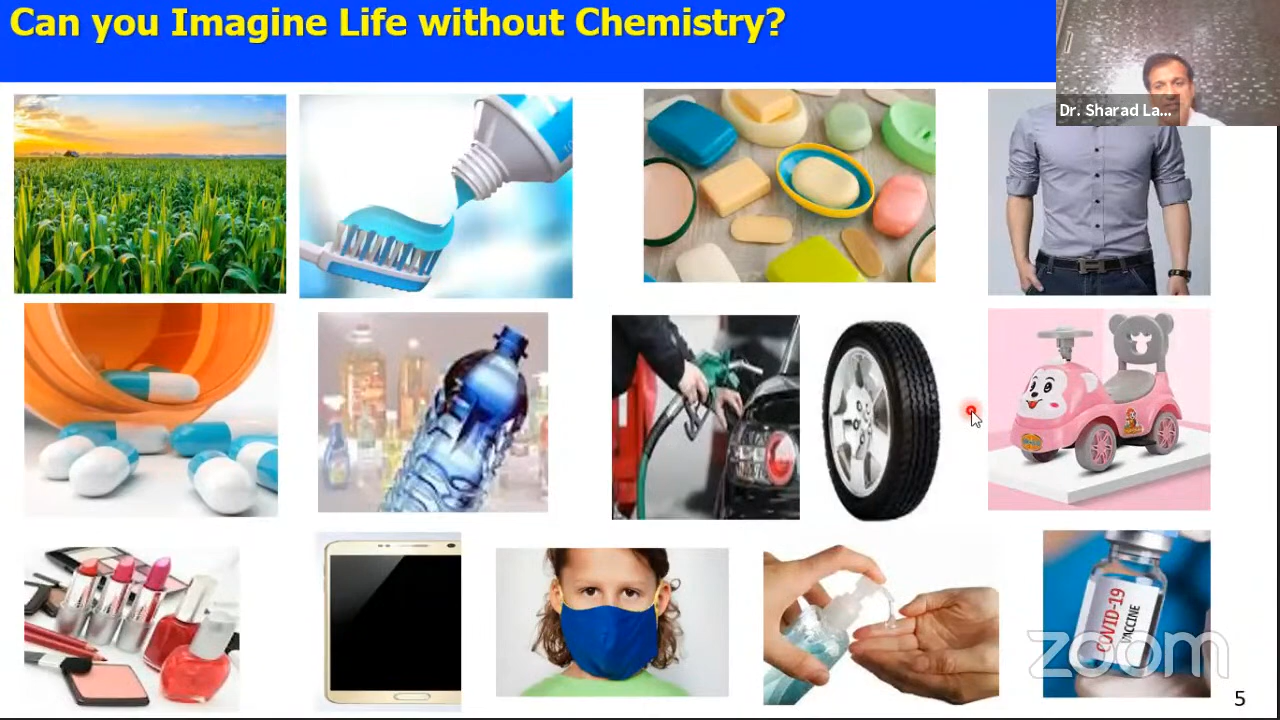 Can you Imagine Life without Chemistry?
Dr. Sharad La...
COVID-19
VACCINE
zoom
5